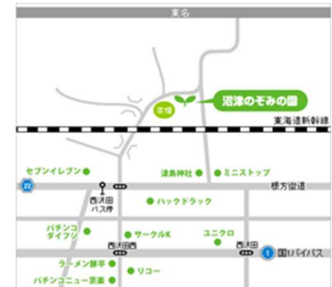 東名
沼津のぞみの園
茶畑
東海道新幹線
セブンイレブン
津島神社
ミニストップ
22
根方街道
西沢田
バス停
ハックドラック
パチンコ
ダイフジ
サークルK
ユニクロ
西沢田西
西沢田
1
国1バイパス
ラーメン豚平
リコー
パチンコニュー京楽